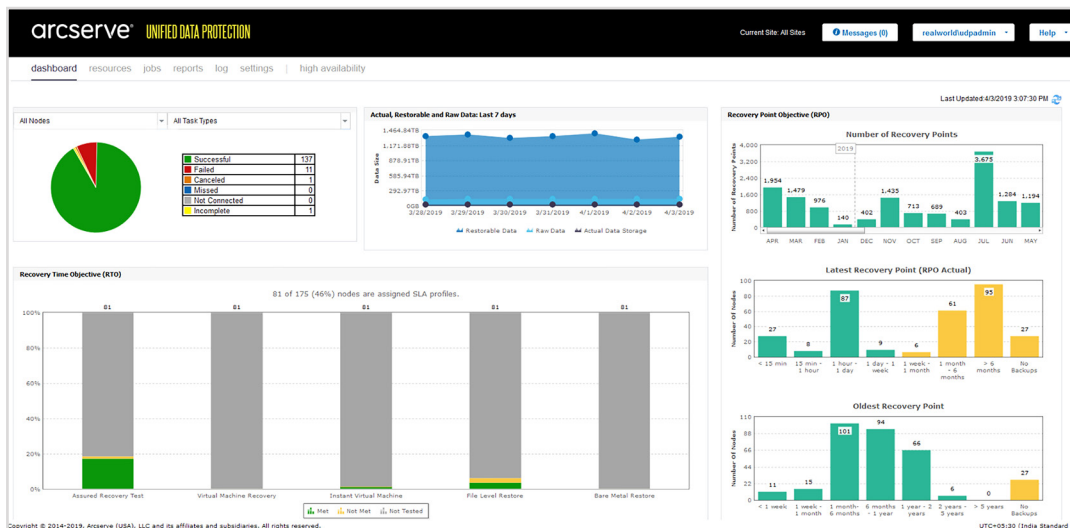 arcserve® UNIFIED DATA PROTECTION
Current Site: All Sites
Messages (0)
realworld\udpadmin
Help
dashboard resources jobs reports log settings | high availability
Last Updated:4/3/2019 3:07:30 PM
All Nodes
All Task Types
Successful 137
Failed 11
Canceled 1
Missed 0
Not Connected 0
Incomplete 1
Actual, Restorable and Raw Data: Last 7 days
Data Size
1,464.84TB
1,171.88TB
878.91TB
585.94TB
292.97TB
0GB
3/28/2019 3/29/2019 3/30/2019 3/31/2019 4/1/2019 4/2/2019 4/3/2019
Restorable Data Raw Data Actual Data Storage
Recovery Point Objective (RPO)
Number of Recovery Points
Number of Recovery Points
4,000
3,200
2,400
1,600
800
0
2019
1,954 1,479 976 140 402 1,435 713 689 403 3,675 1,284 1,194
APR MAR FEB JAN DEC NOV OCT SEP AUG JUL JUN MAY
Recovery Time Objective (RTO)
81 of 175 (46%) nodes are assigned SLA profiles.
81 81 81 81 81
100%
80%
60%
40%
20%
0%
Assured Recovery Test Virtual Machine Recovery Instant Virtual Machine File Level Restore Bare Metal Restore
Met Not Met Not Tested
Latest Recovery Point (RPO Actual)
Number Of Nodes
100
80
60
40
20
0
27 8 87 9 6 61 95 27
< 15 min
15 min - 1 hour
1 hour - 1 day
1 day - 1 week
1 week - 1 month
1 month - 6 months
> 6 months
No Backups
Oldest Recovery Point
Number Of Nodes
110
88
66
44
22
0
11 15 101 94 66 6 0 27
< 1 week
1 week - 1 month
1 month- 6 months
6 months - 1 year
1 year - 2 years
2 years - 5 years
> 5 years
No Backups
Copyright © 2014-2019, Arcserve (USA), LLC and its affiliates and subsidiaries. All rights reserved.
UTC+05:30 (India Standard